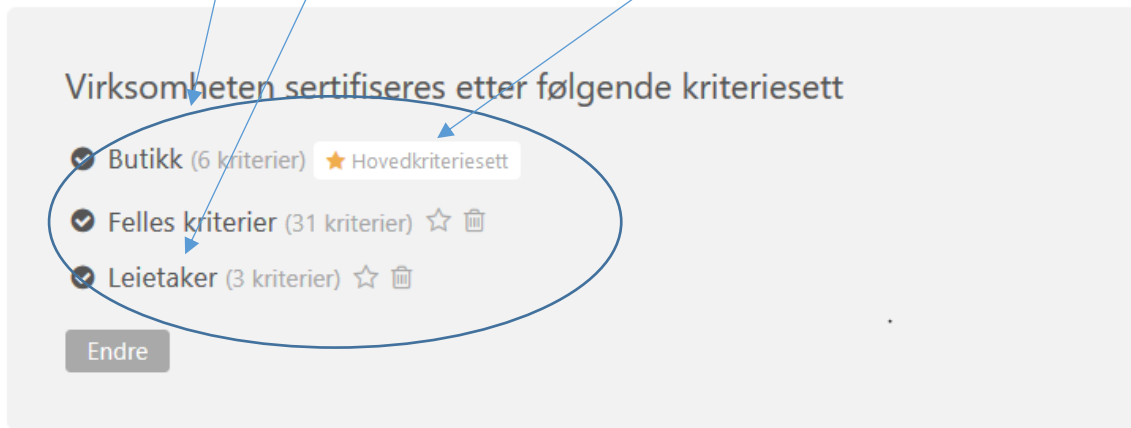 Virksomheten sertifiseres etter følgende kriteriesett
Butikk (6 kriterier) Hovedkriteriesett
Felles kriterier (31 kriterier)
Leietaker (3 kriterier)
Endre